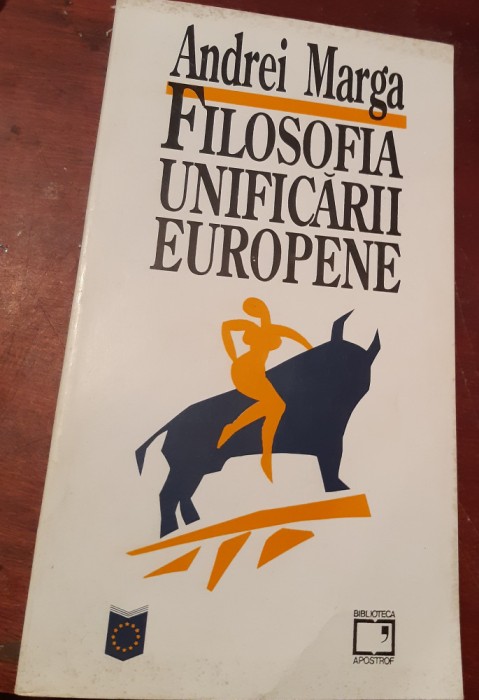 Andrei Marga
FILOSOFIA
UNIFICĂRII
EUROPENE
BIBLIOTECA
APOSTROF